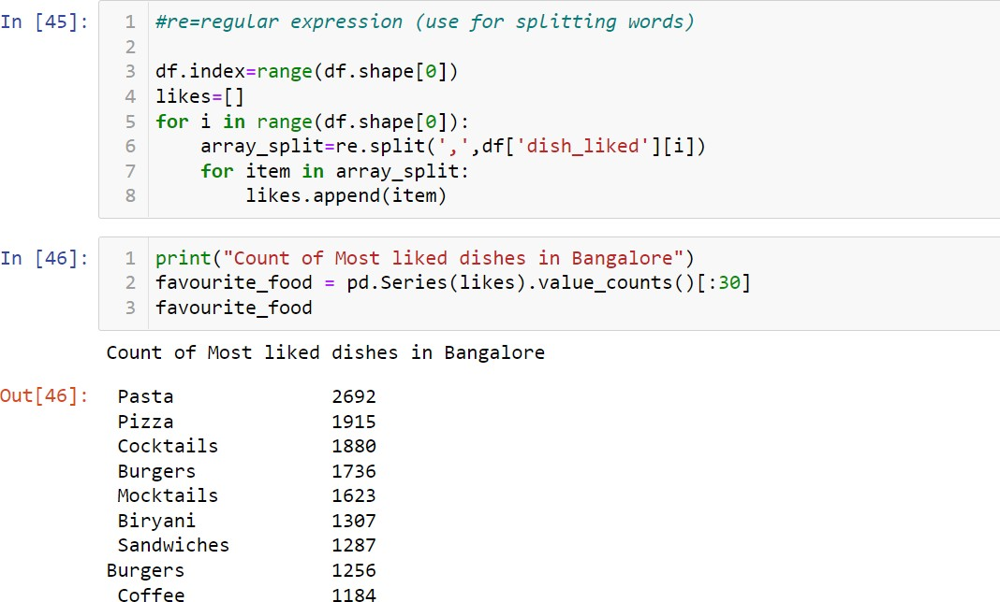 In [45]:
1 #re=regular expression (use for splitting words)
2
3 df.index=range(df.shape[0])
4 likes=[]
5 for i in range(df.shape[0]):
6     array_split=re.split(',',df['dish_liked'][i])
7     for item in array_split:
8         likes.append(item)
In [46]:
1 print("Count of Most liked dishes in Bangalore")
2 favourite_food = pd.Series(likes).value_counts()[:30]
3 favourite_food
Count of Most liked dishes in Bangalore
Out[46]:
 Pasta              2692
 Pizza              1915
 Cocktails          1880
 Burgers            1736
 Mocktails          1623
 Biryani            1307
 Sandwiches         1287
Burgers             1256
 Coffee             1184